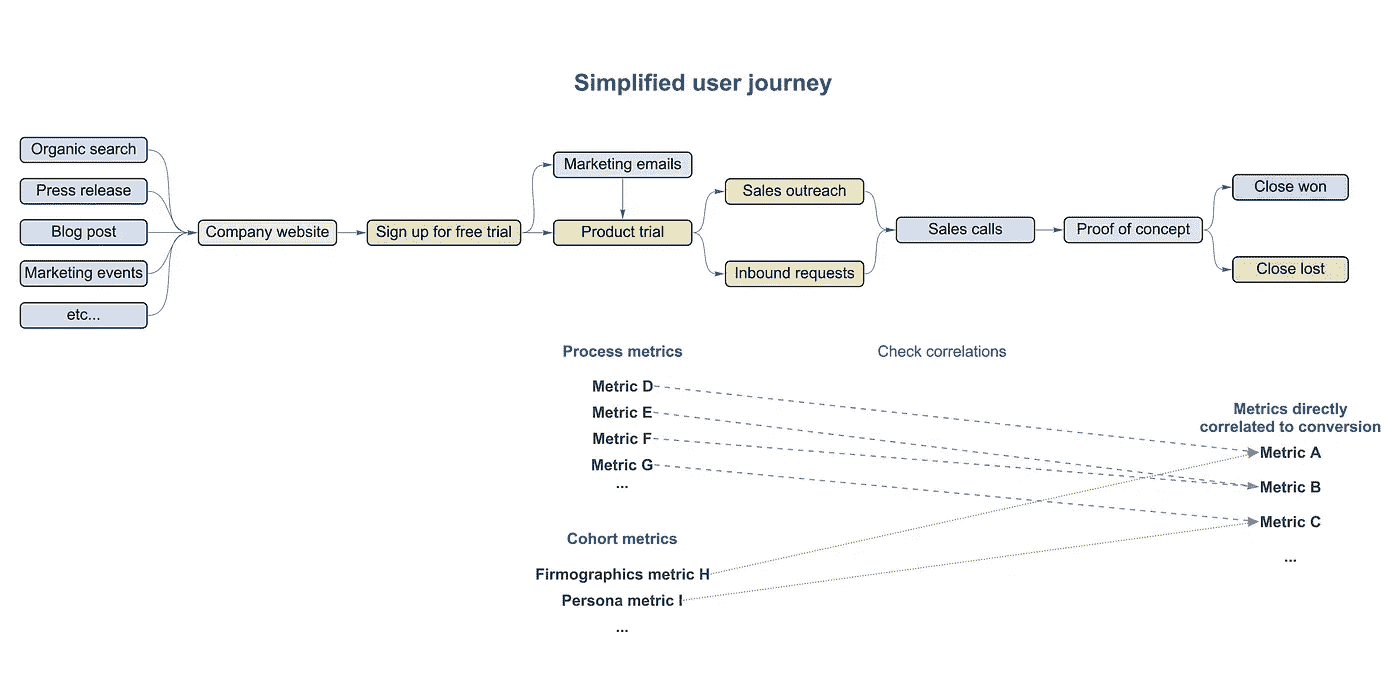 Simplified user journey
Organic search
Press release
Blog post
Marketing events
etc...
Company website
Sign up for free trial
Marketing emails
Product trial
Sales outreach
Inbound requests
Sales calls
Proof of concept
Close won
Close lost
Process metrics
Metric D
Metric E
Metric F
Metric G
...
Cohort metrics
Firmographics metric H
Persona metric I
...
Check correlations
Metrics directly
correlated to conversion
Metric A
Metric B
Metric C
...